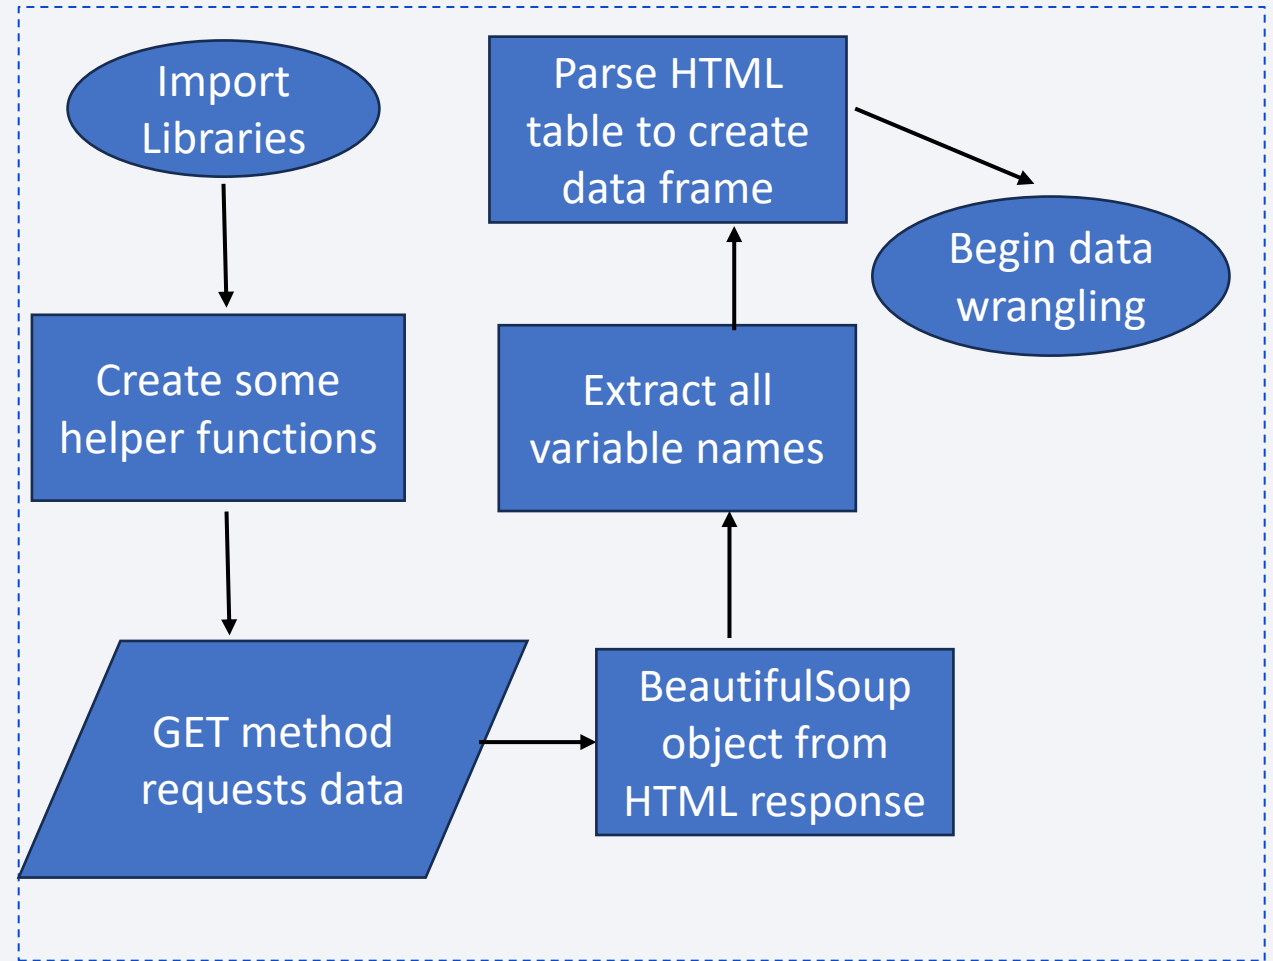 Import
Libraries
Create some
helper functions
GET method
requests data
BeautifulSoup
object from
HTML response
Extract all
variable names
Parse HTML
table to create
data frame
Begin data
wrangling